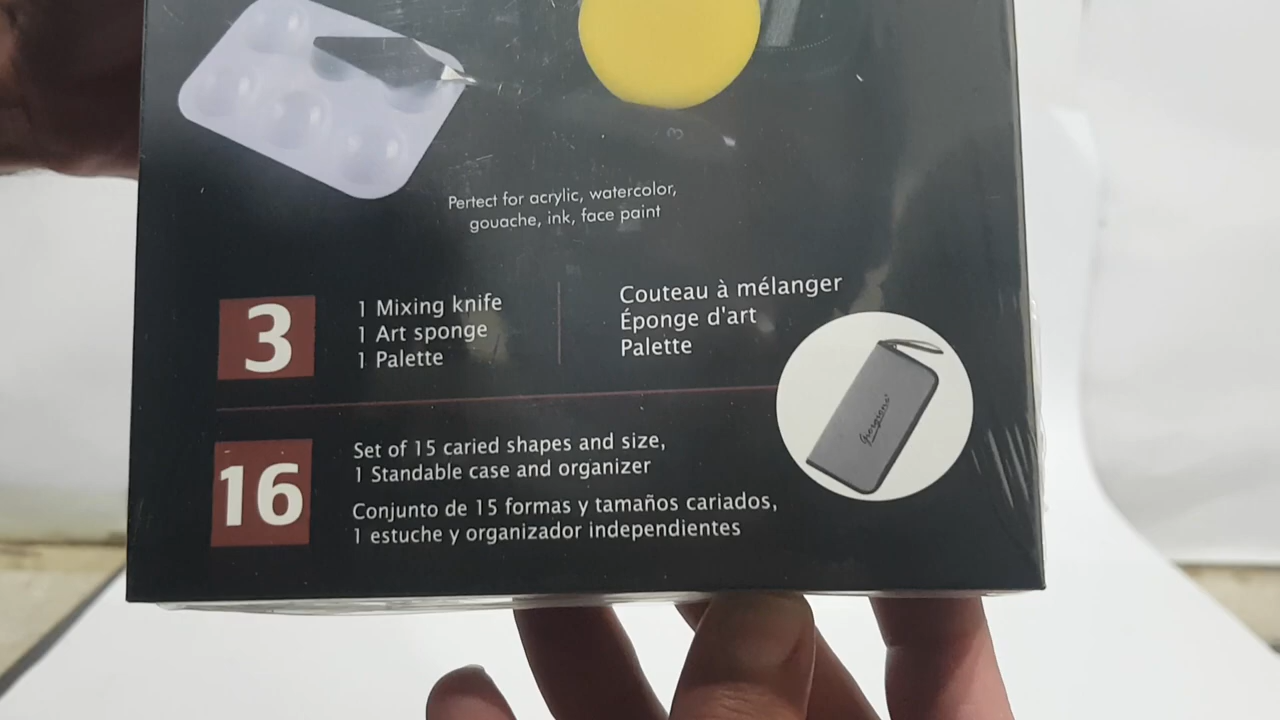 Perfect for acrylic, watercolor,
gouache, ink, face paint
3
1 Mixing knife
1 Art sponge
1 Palette
Couteau à mélanger
Éponge d'art
Palette
16
Set of 15 caried shapes and size,
1 Standable case and organizer
Conjunto de 15 formas y tamaños cariados,
1 estuche y organizador independientes
Giorgione